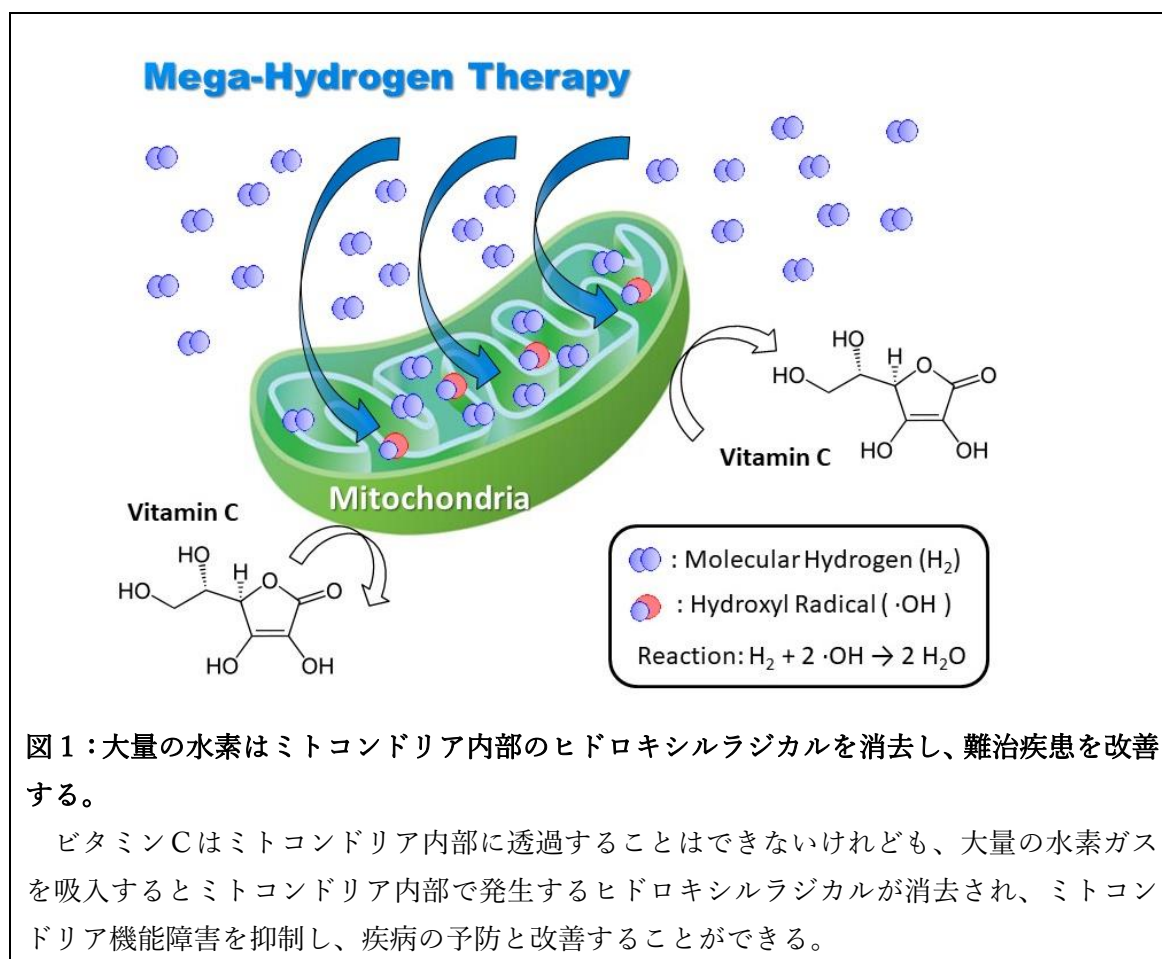 Mega-Hydrogen Therapy
HO
HO
H
O
O
HO
OH
Vitamin C
Mitochondria
Vitamin C
HO
HO
H
O
O
HO
OH
: Molecular Hydrogen (H₂)
: Hydroxyl Radical ( ·OH )
Reaction: H₂ + 2 ·OH → 2 H₂O
図1:大量の水素はミトコンドリア内部のヒドロキシルラジカルを消去し、難治疾患を改善
する。
ビタミンCはミトコンドリア内部に透過することはできないけれども、大量の水素ガス
を吸入するとミトコンドリア内部で発生するヒドロキシルラジカルが消去され、ミトコン
ドリア機能障害を抑制し、疾病の予防と改善することができる。